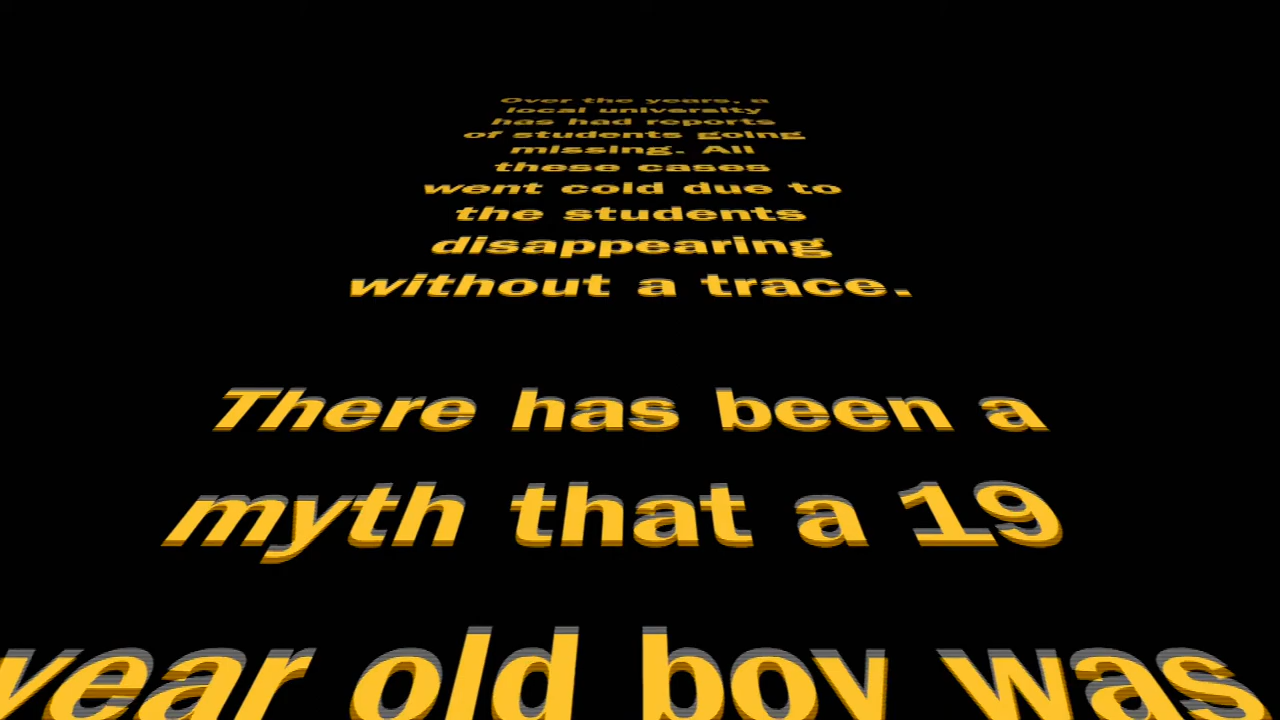 Over the years, a
local university
has had reports
of students going
missing. All
these cases
went cold due to
the students
disappearing
without a trace.
There has been a
myth that a 19
year old boy was